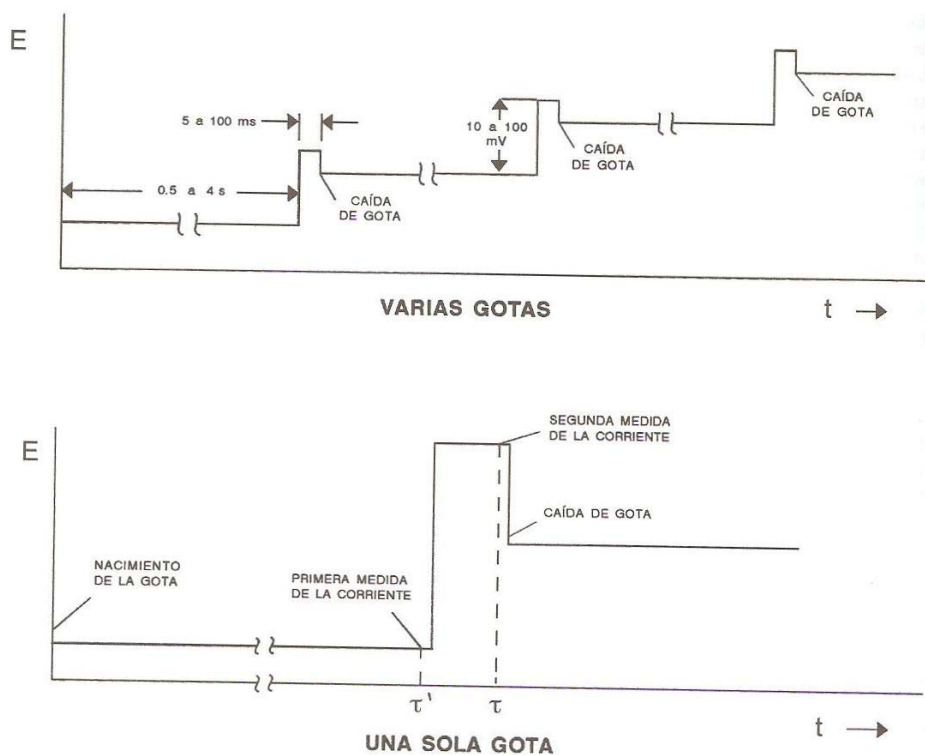 E
5 a 100 ms
0.5 a 4 s
CAÍDA
DE GOTA
10 a 100
mV
CAÍDA
DE GOTA
CAÍDA
DE GOTA
VARIAS GOTAS
t
E
SEGUNDA MEDIDA
DE LA CORRIENTE
CAÍDA DE GOTA
NACIMIENTO
DE LA GOTA
PRIMERA MEDIDA
DE LA CORRIENTE
τ'
τ
t
UNA SOLA GOTA